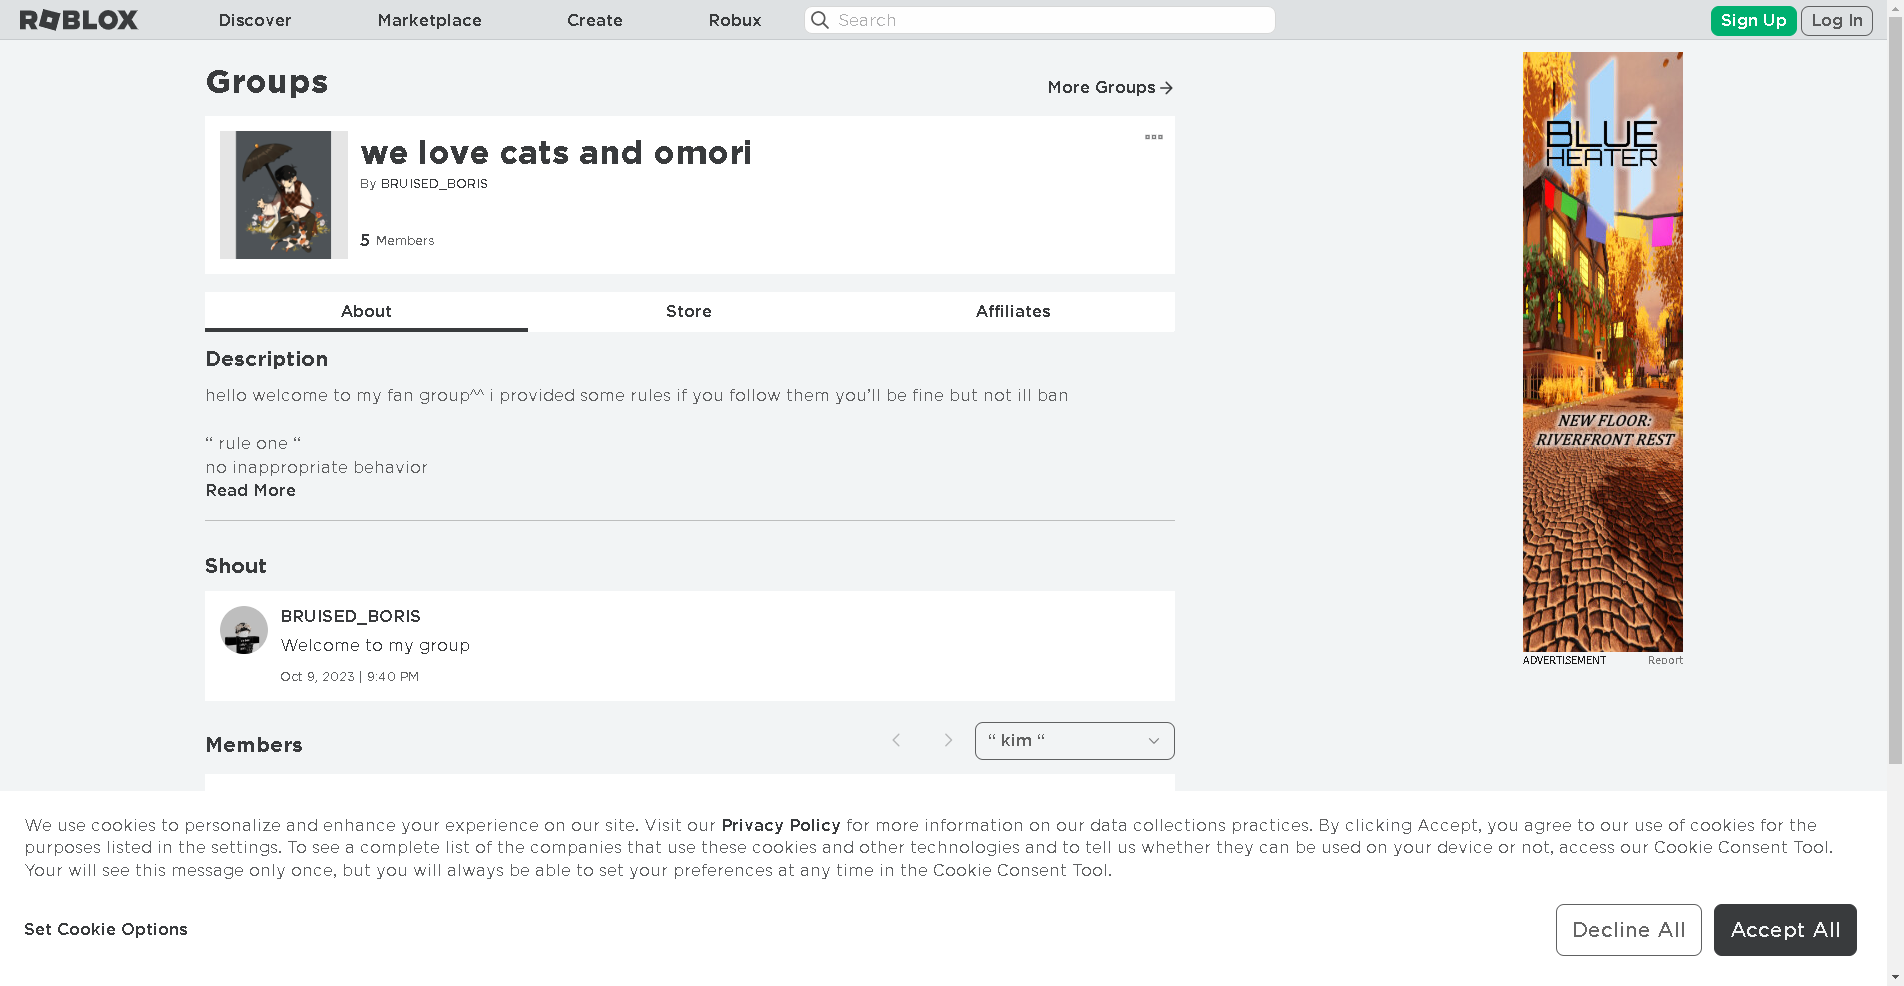 ROBLOX Discover Marketplace Create Robux Search Sign Up Log In
Groups
More Groups
we love cats and omori
By BRUISED_BORIS
5 Members
About Store Affiliates
Description
hello welcome to my fan group^^ i provided some rules if you follow them you’ll be fine but not ill ban
“ rule one “
no inappropriate behavior
Read More
Shout
BRUISED_BORIS
Welcome to my group
Oct 9, 2023 | 9:40 PM
Members
“ kim “
BLUE
HEATER
NEW FLOOR:
RIVERFRONT REST
ADVERTISEMENT Report
We use cookies to personalize and enhance your experience on our site. Visit our Privacy Policy for more information on our data collections practices. By clicking Accept, you agree to our use of cookies for the
purposes listed in the settings. To see a complete list of the companies that use these cookies and other technologies and to tell us whether they can be used on your device or not, access our Cookie Consent Tool.
Your will see this message only once, but you will always be able to set your preferences at any time in the Cookie Consent Tool.
Set Cookie Options
Decline All
Accept All